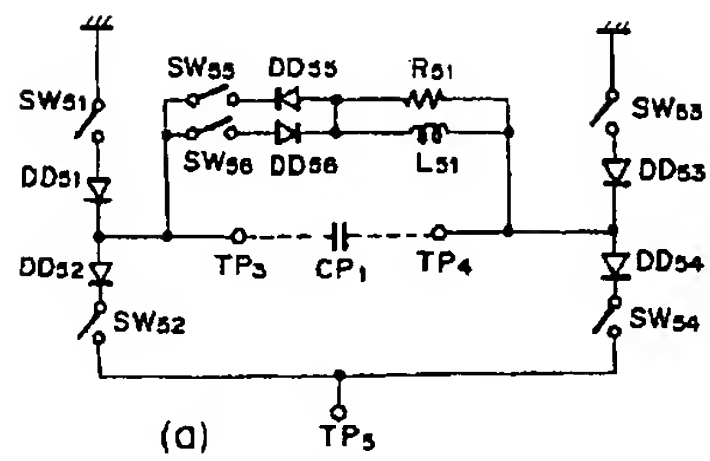 SW55 DD55 R51
SW51 SW53
SW56 DD56 L51
DD51 DD53
TP3 CP1 TP4
DD52 DD54
SW52 SW54
(a) TP5